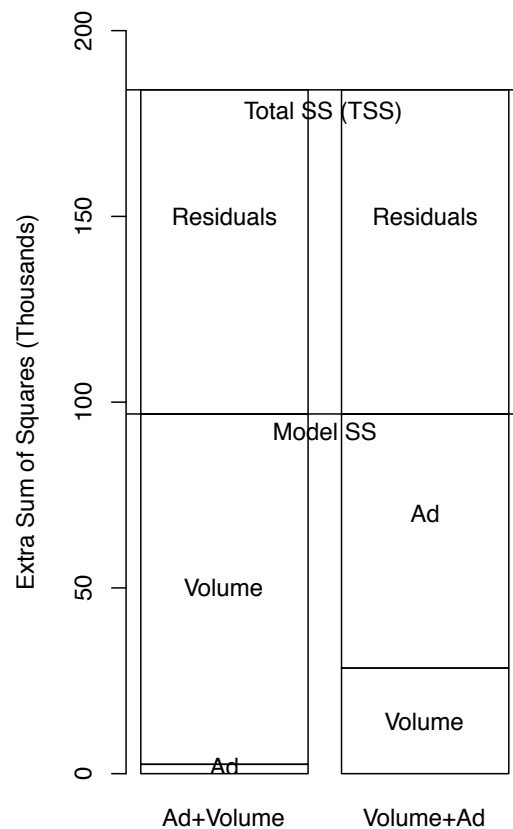 Extra Sum of Squares (Thousands)
200
150
100
50
0
Total SS (TSS)
Residuals
Residuals
Model SS
Ad
Volume
Volume
Ad
Ad+Volume
Volume+Ad